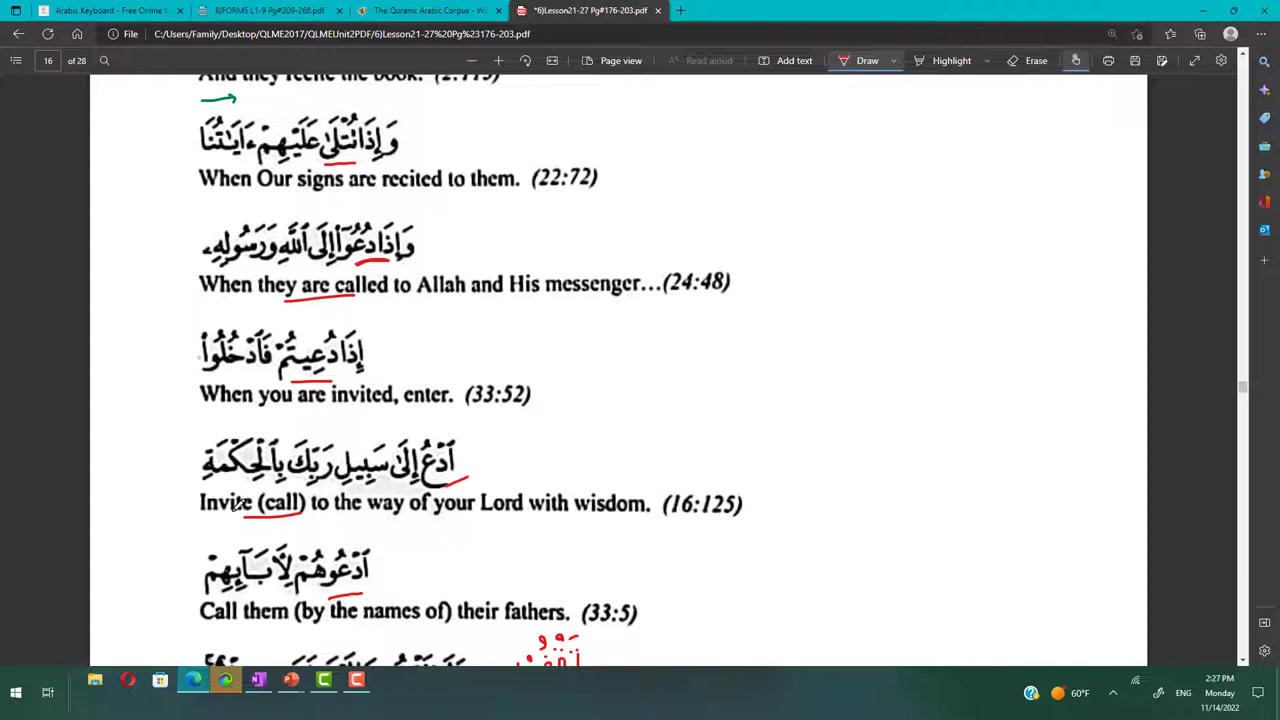 Arabic Keyboard - Free Online K
BJFORMS L1-9 Pg#209-268.pdf
The Quranic Arabic Corpus - Wo
*6)Lesson21-27 Pg#176-203.pdf
File
C:/Users/Family/Desktop/QLME2017/QLMEUnit2PDF/6)Lesson21-27%20Pg%23176-203.pdf
16 of 28
Page view
Read aloud
Add text
Draw
Highlight
Erase
And they recite the book. (2:113)
وَإِذَا تُتْلَىٰ عَلَيْهِمْ ءَايَـٰتُنَا
When Our signs are recited to them. (22:72)
وَإِذَا دُعُوٓا۟ إِلَى ٱللَّهِ وَرَسُولِهِۦ
When they are called to Allah and His messenger…(24:48)
إِذَا دُعِيتُمْ فَٱدْخُلُوا۟
When you are invited, enter. (33:52)
ٱدْعُ إِلَىٰ سَبِيلِ رَبِّكَ بِٱلْحِكْمَةِ
Invite (call) to the way of your Lord with wisdom. (16:125)
ٱدْعُوهُمْ لِـَٔابَآئِهِمْ
Call them (by the names of) their fathers. (33:5)
60°F
ENG
2:27 PM
Monday
11/14/2022